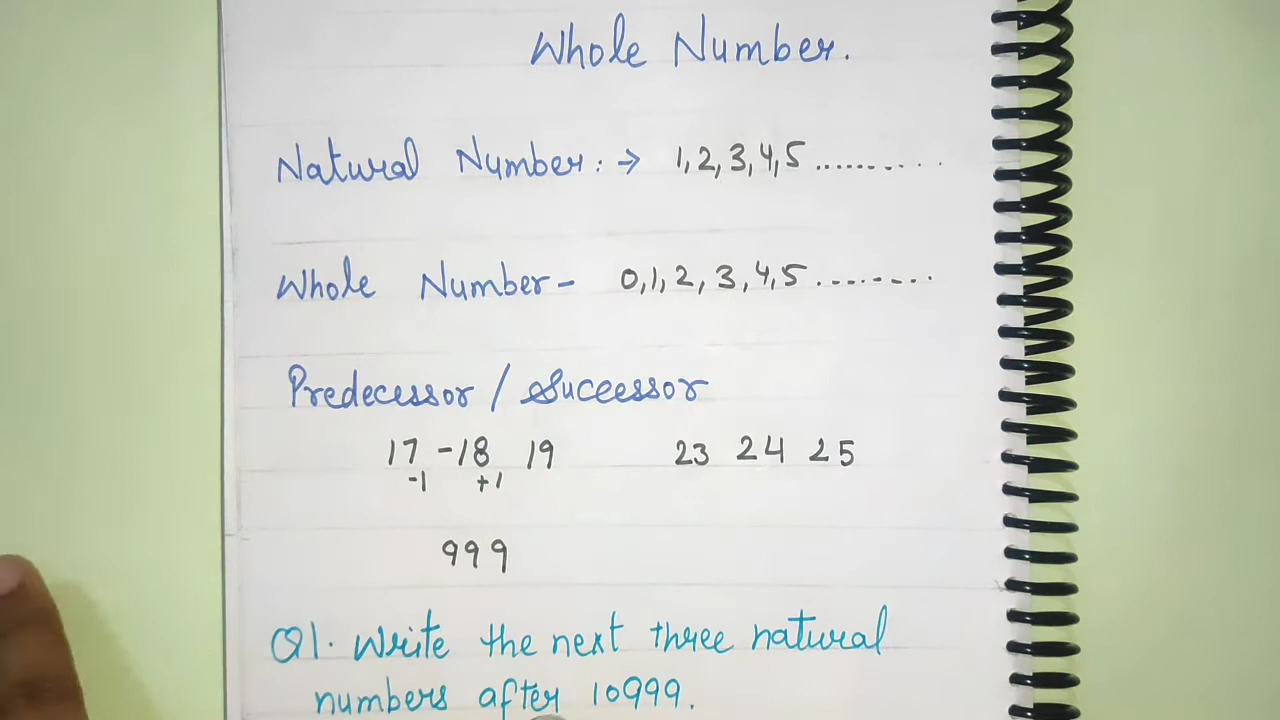 Whole Number.
Natural Number :→ 1,2,3,4,5..........
Whole Number - 0,1,2,3,4,5........
Predecessor / Suceessor
17 -18 19 23 24 25
-1 +1
999
Q1. Write the next three natural
numbers after 10999.